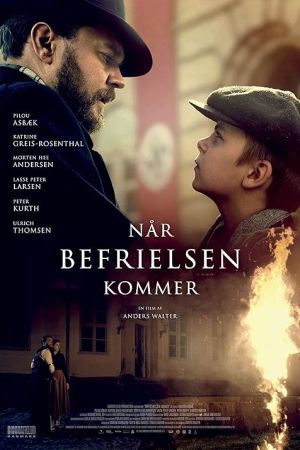 PILOU
ASBÆK
KATRINE
GREIS-ROSENTHAL
MORTEN HEE
ANDERSEN
LASSE PETER
LARSEN
PETER
KURTH
ULRICH
THOMSEN
NÅR
BEFRIELSEN
KOMMER
EN FILM AF
ANDERS WALTER